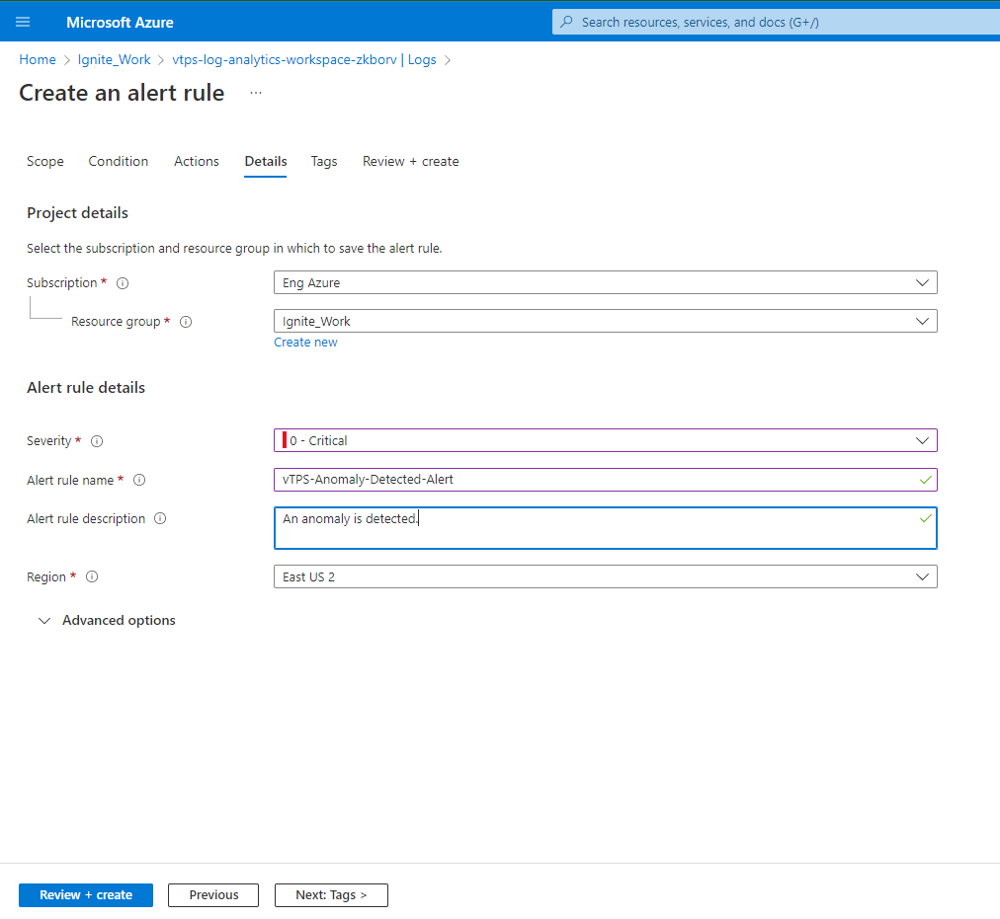 Microsoft Azure
Search resources, services, and docs (G+/)
Home > Ignite_Work > vtps-log-analytics-workspace-zkborv | Logs >
Create an alert rule ...
Scope Condition Actions Details Tags Review + create
Project details
Select the subscription and resource group in which to save the alert rule.
Subscription * Eng Azure
Resource group * Ignite_Work
Create new
Alert rule details
Severity * 0 - Critical
Alert rule name * vTPS-Anomaly-Detected-Alert
Alert rule description An anomaly is detected.
Region * East US 2
Advanced options
Review + create Previous Next: Tags >